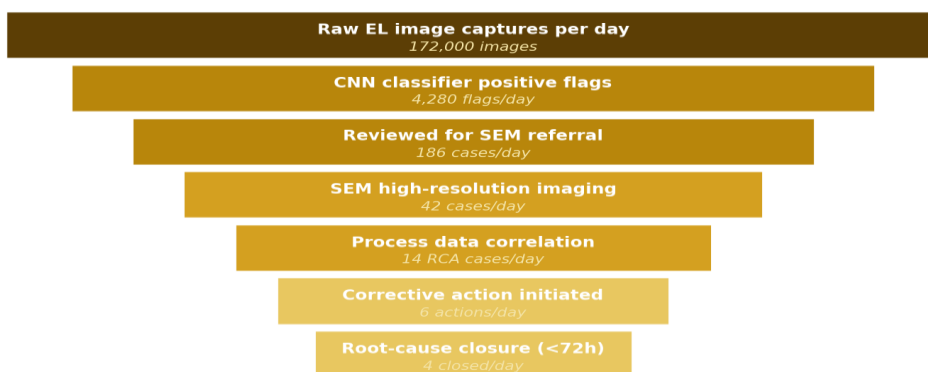 Raw EL image captures per day
172,000 images
CNN classifier positive flags
4,280 flags/day
Reviewed for SEM referral
186 cases/day
SEM high-resolution imaging
42 cases/day
Process data correlation
14 RCA cases/day
Corrective action initiated
6 actions/day
Root-cause closure (<72h)
4 closed/day